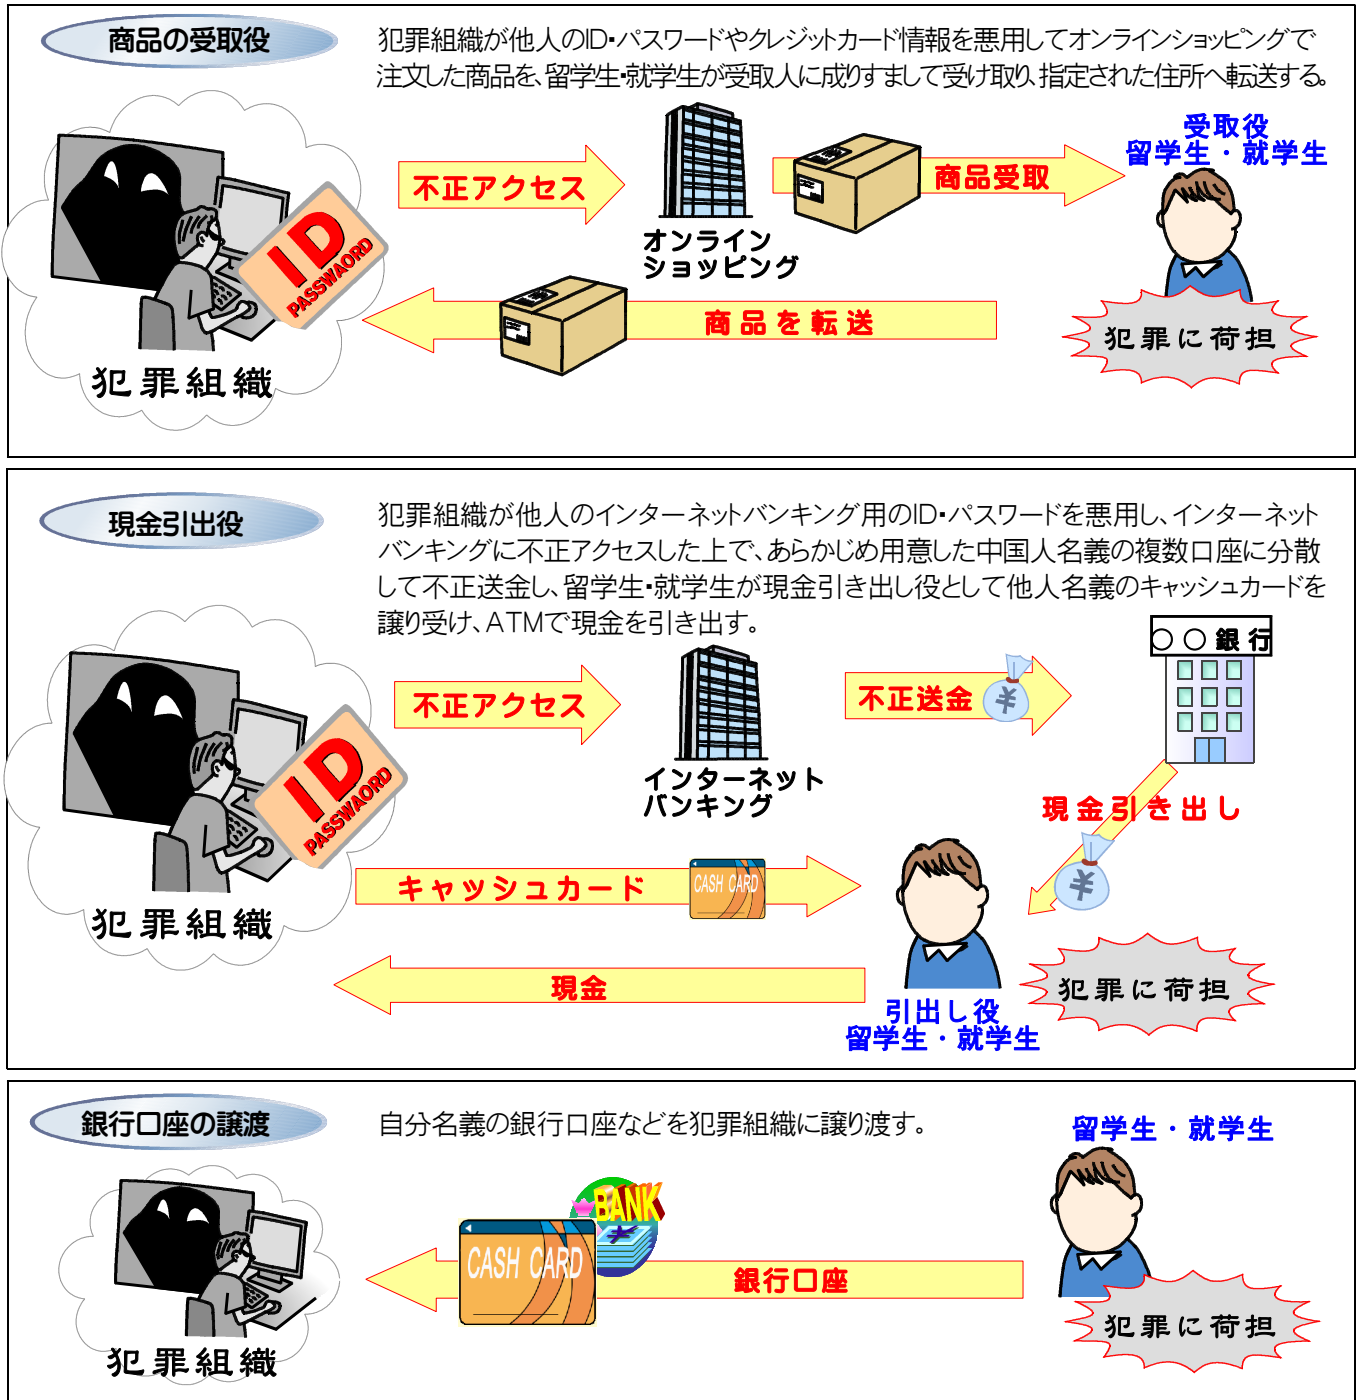 商品の受取役
犯罪組織が他人のID・パスワードやクレジットカード情報を悪用してオンラインショッピングで
注文した商品を、留学生・就学生が受取人に成りすまして受け取り、指定された住所へ転送する。
受取役
留学生・就学生
不正アクセス
商品受取
ID
PASSWAORD
オンライン
ショッピング
商品を転送
犯罪に荷担
犯罪組織
現金引出役
犯罪組織が他人のインターネットバンキング用のID・パスワードを悪用し、インターネット
バンキングに不正アクセスした上で、あらかじめ用意した中国人名義の複数口座に分散
して不正送金し、留学生・就学生が現金引き出し役として他人名義のキャッシュカードを
譲り受け、ATMで現金を引き出す。
○○銀行
不正アクセス
不正送金
¥
ID
PASSWAORD
インターネット
バンキング
現金引き出し
¥
キャッシュカード
CASH CARD
犯罪組織
現金
犯罪に荷担
引出し役
留学生・就学生
銀行口座の譲渡
自分名義の銀行口座などを犯罪組織に譲り渡す。
留学生・就学生
BANK
¥
CASH CARD
銀行口座
犯罪に荷担
犯罪組織